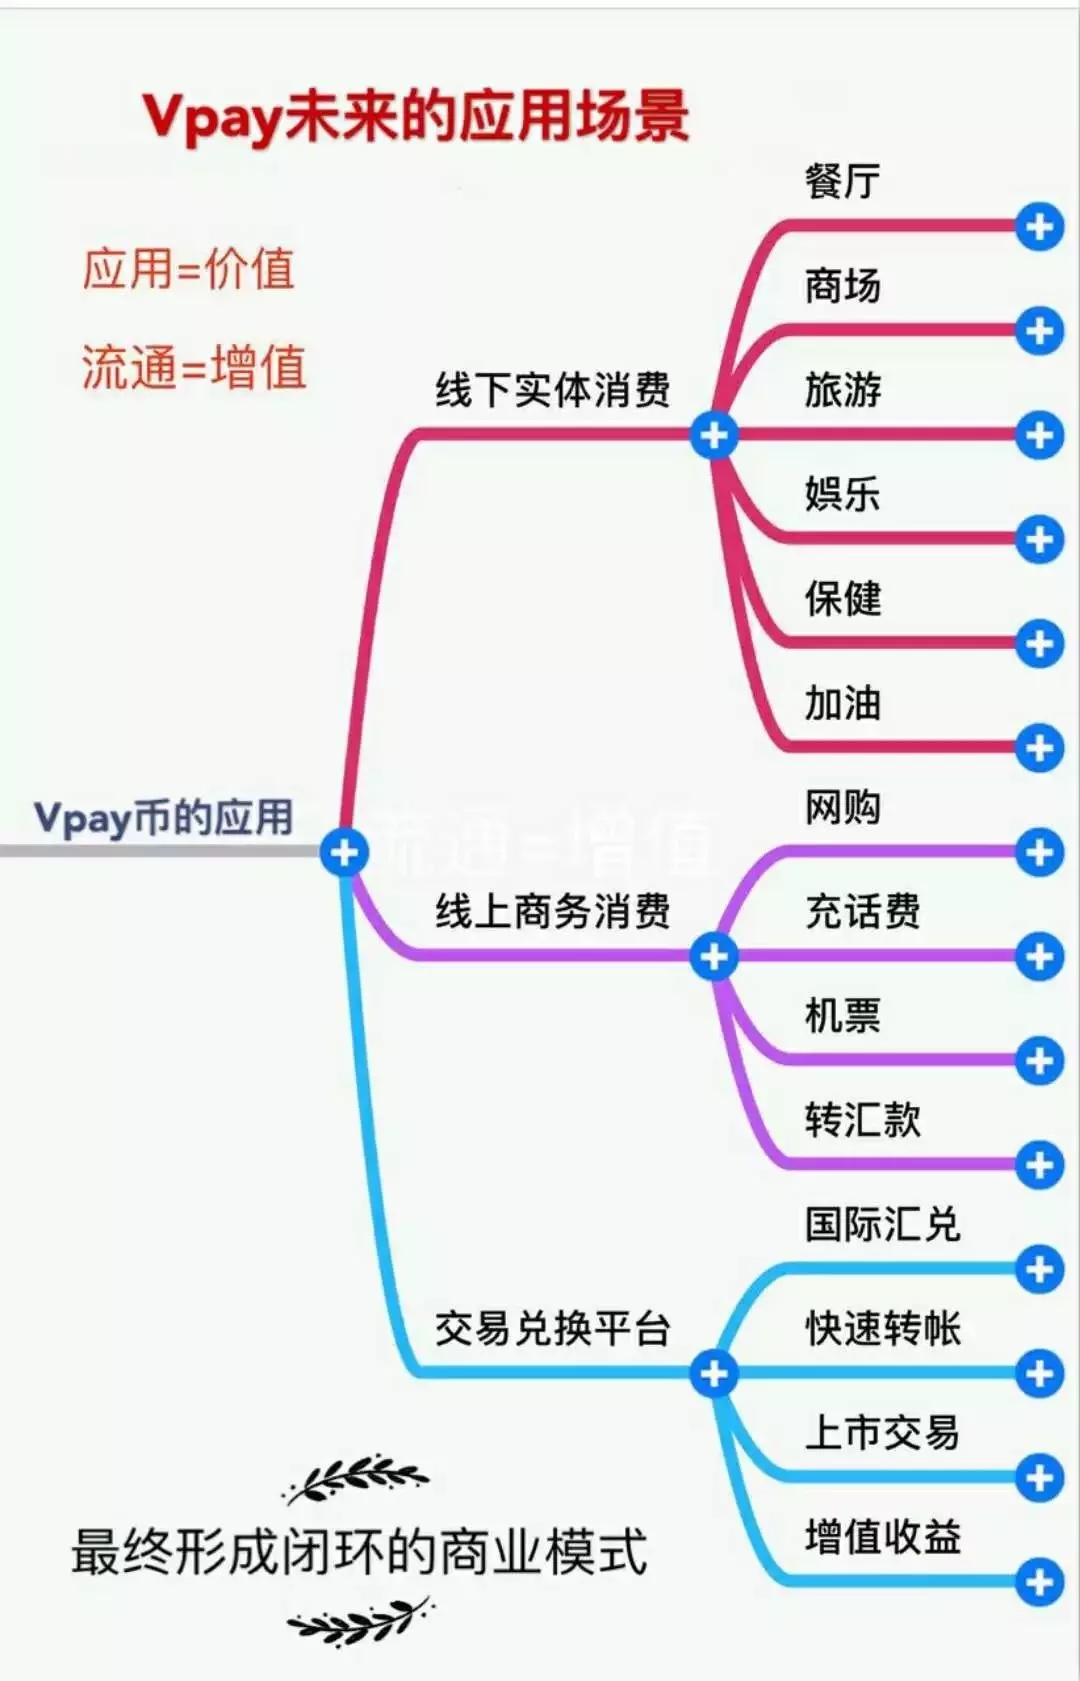 Vpay未来的应用场景
应用=价值
流通=增值
Vpay币的应用
流通=增值
线下实体消费
餐厅
商场
旅游
娱乐
保健
加油
线上商务消费
网购
充话费
机票
转汇款
交易兑换平台
国际汇兑
快速转帐
上市交易
增值收益
最终形成闭环的商业模式